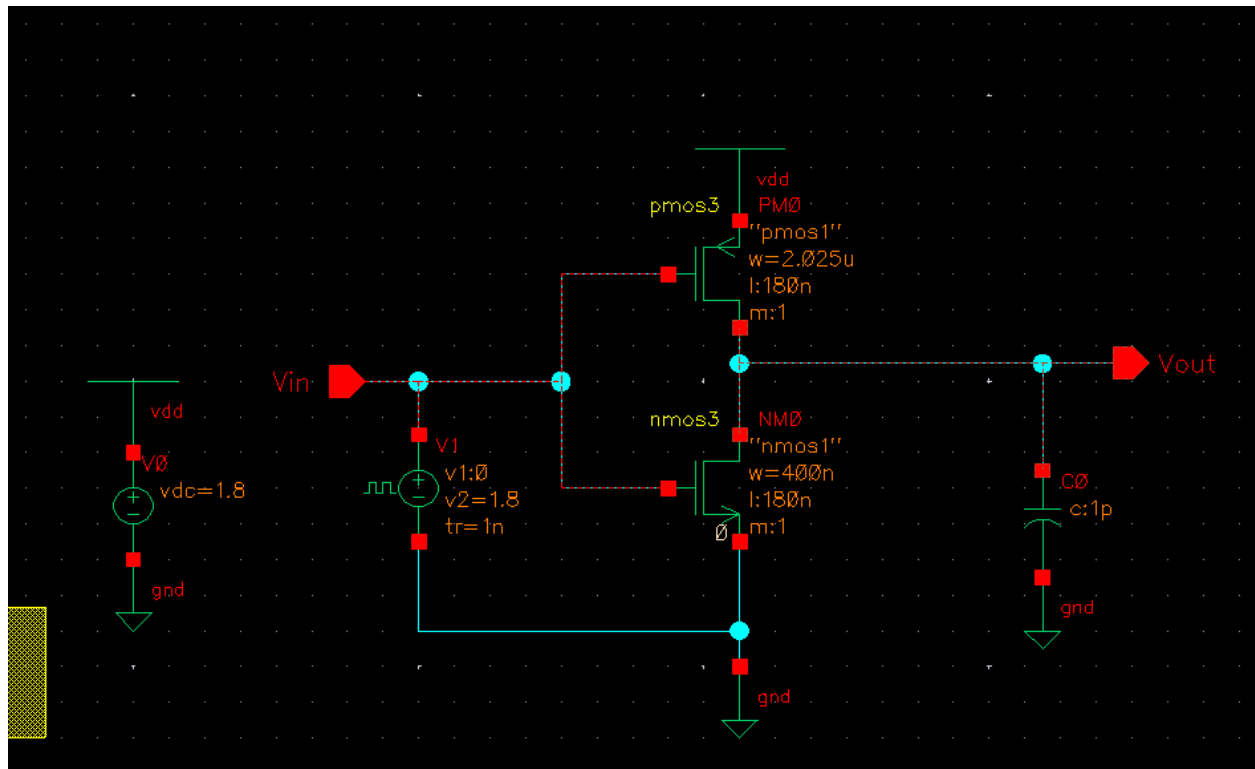 vdd
pmos3 PM0
"pmos1"
w=2.025u
l:180n
m:1
Vin
Vout
vdd
V0
vdc=1.8
gnd
V1
v1:0
v2=1.8
tr=1n
nmos3 NM0
"nmos1"
w=400n
l:180n
0 m:1
C0
c:1p
gnd
gnd